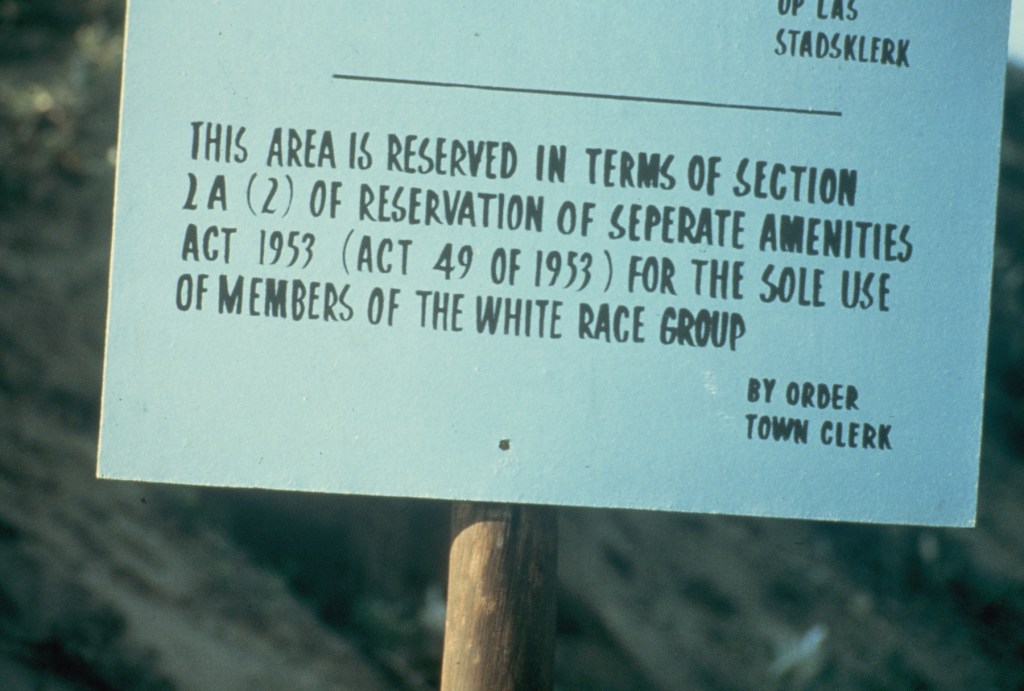 OP LAS
STADSKLERK
THIS AREA IS RESERVED IN TERMS OF SECTION
2A (2) OF RESERVATION OF SEPERATE AMENITIES
ACT 1953 (ACT 49 OF 1953) FOR THE SOLE USE
OF MEMBERS OF THE WHITE RACE GROUP
BY ORDER
TOWN CLERK